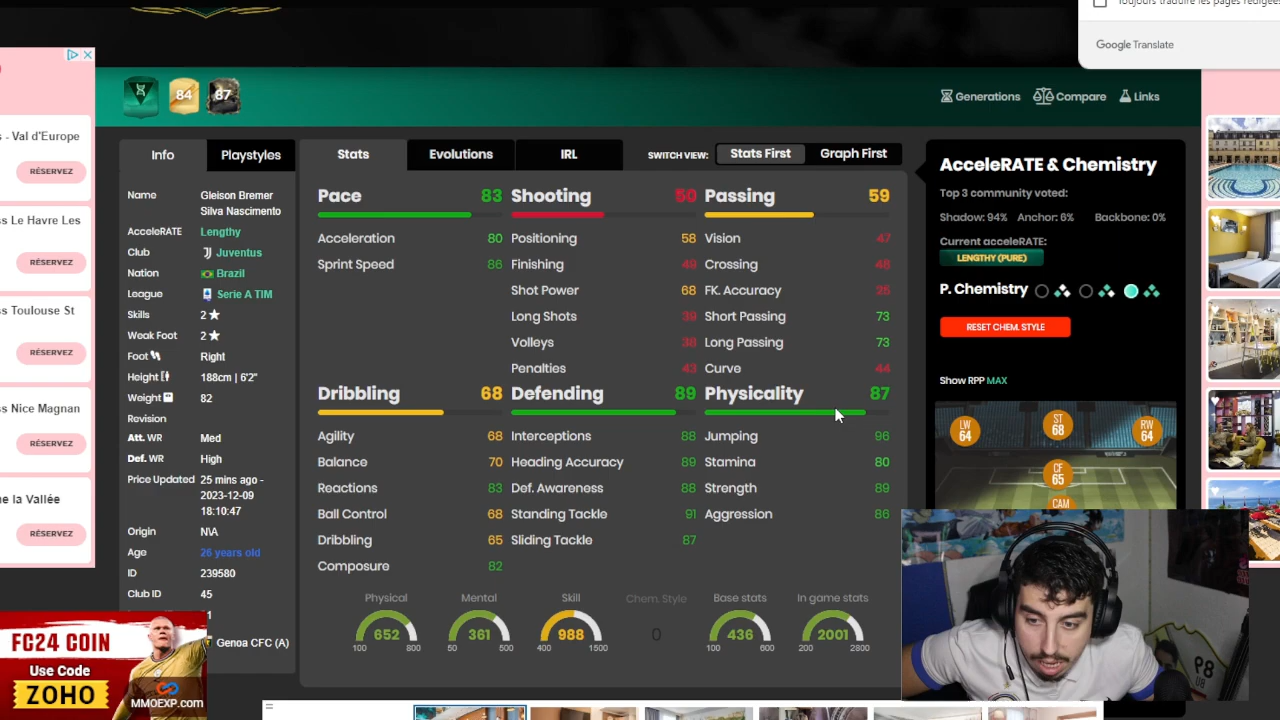 Google Translate
84
87
Generations
Compare
Links
- Val d'Europe
RÉSERVEZ
ss Le Havre Les
RÉSERVEZ
ss Toulouse St
RÉSERVEZ
ss Nice Magnan
RÉSERVEZ
ne la Vallée
RÉSERVEZ
Info
Playstyles
Name Gleison Bremer
Silva Nascimento
AcceleRATE Lengthy
Club Juventus
Nation Brazil
League Serie A TIM
Skills 2
Weak Foot 2
Foot Right
Height 188cm | 6'2"
Weight 82
Revision
Att. WR Med
Def. WR High
Price Updated 25 mins ago -
2023-12-09
18:10:47
Origin N\A
Age 26 years old
ID 239580
Club ID 45
Genoa CFC (A)
Stats
Evolutions
IRL
SWITCH VIEW:
Stats First
Graph First
Pace 83
Acceleration 80
Sprint Speed 86
Shooting 50
Positioning 58
Finishing 49
Shot Power 68
Long Shots 39
Volleys 38
Penalties 43
Passing 59
Vision 47
Crossing 48
FK. Accuracy 25
Short Passing 73
Long Passing 73
Curve 44
Dribbling 68
Agility 68
Balance 70
Reactions 83
Ball Control 68
Dribbling 65
Composure 82
Defending 89
Interceptions 88
Heading Accuracy 89
Def. Awareness 88
Standing Tackle 91
Sliding Tackle 87
Physicality 87
Jumping 96
Stamina 80
Strength 89
Aggression 86
Physical
652
100 800
Mental
361
50 500
Skill
988
400 1500
Chem. Style
0
Base stats
436
100 600
In game stats
2001
200 2800
AcceleRATE & Chemistry
Top 3 community voted:
Shadow: 94% Anchor: 6% Backbone: 0%
Current acceleRATE:
LENGTHY (PURE)
P. Chemistry
RESET CHEM. STYLE
Show RPP MAX
LW
64
ST
68
RW
64
CF
65
CAM
FC24 COIN
Use Code
ZOHO
MMOEXP.com